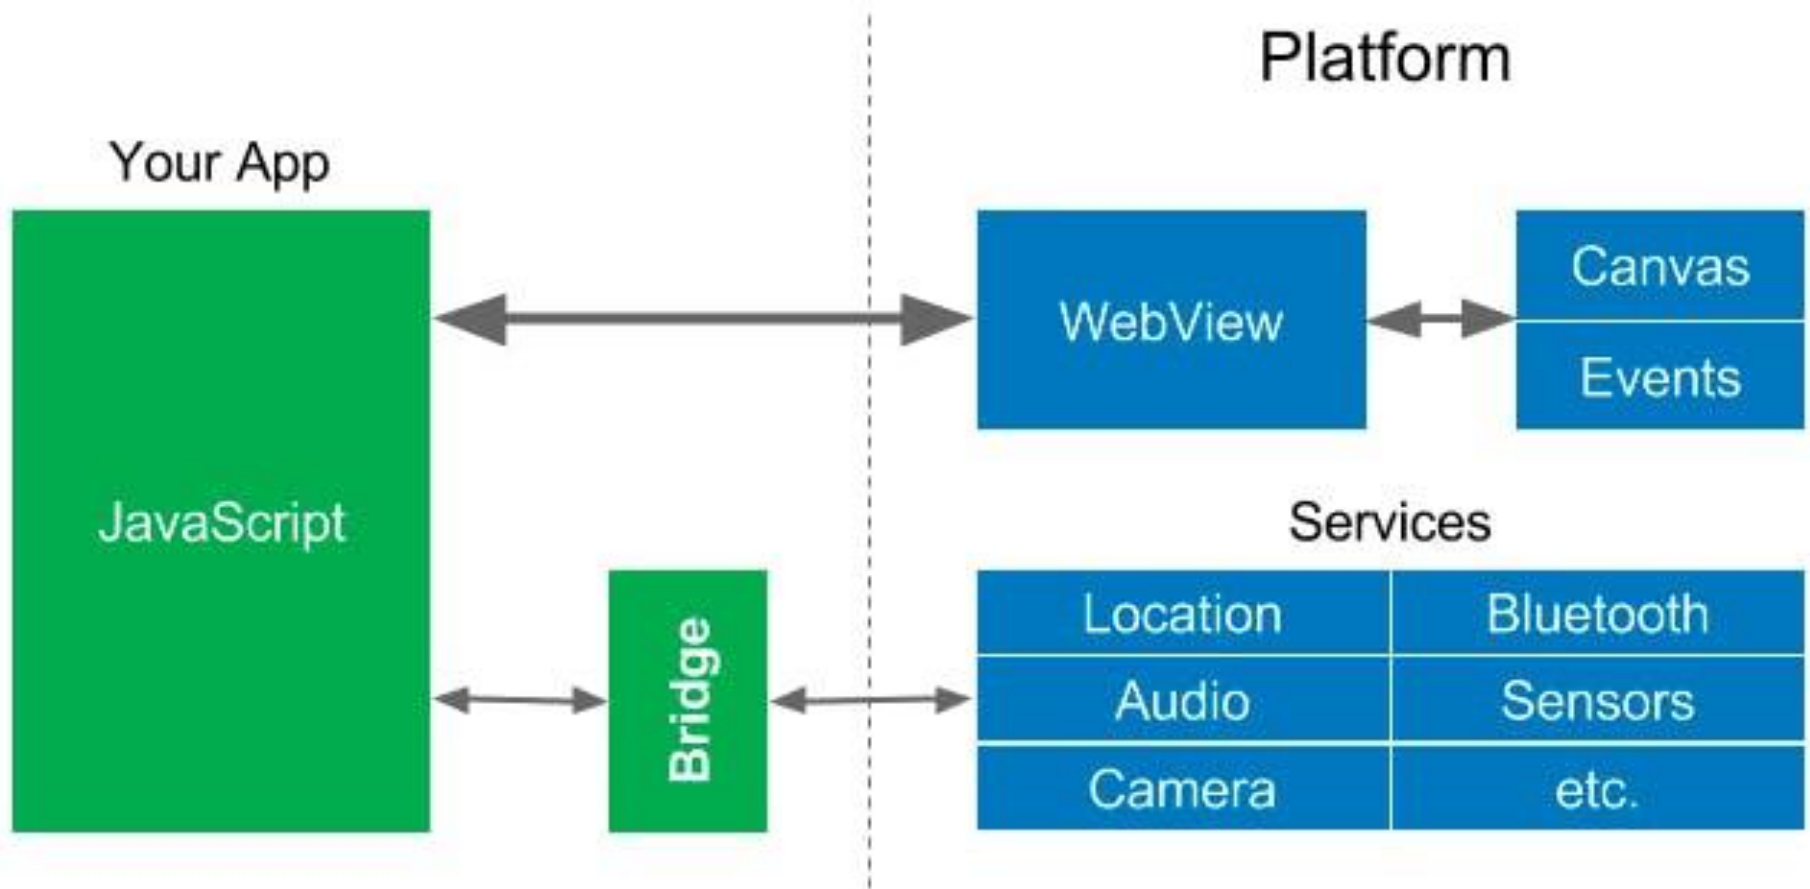 Platform
Your App
JavaScript
Bridge
WebView
Canvas
Events
Services
Location
Bluetooth
Audio
Sensors
Camera
etc.